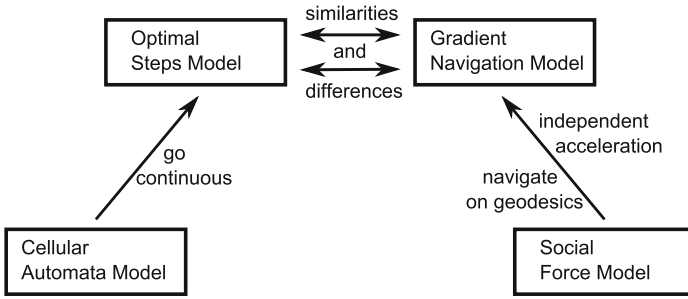 similarities
and
differences
Optimal
Steps Model
Gradient
Navigation Model
go
continuous
independent
acceleration
navigate
on geodesics
Cellular
Automata Model
Social
Force Model